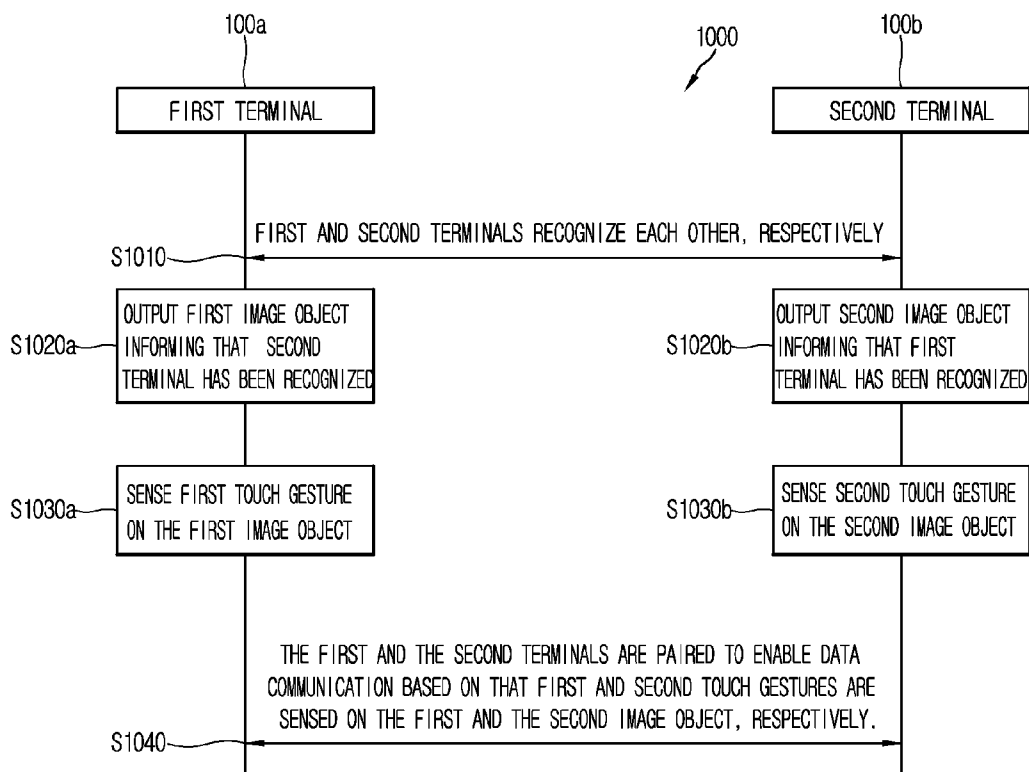 100a
1000
100b
FIRST TERMINAL
SECOND TERMINAL
FIRST AND SECOND TERMINALS RECOGNIZE EACH OTHER, RESPECTIVELY
S1010
S1020a
OUTPUT FIRST IMAGE OBJECT
INFORMING THAT SECOND
TERMINAL HAS BEEN RECOGNIZED
S1020b
OUTPUT SECOND IMAGE OBJECT
INFORMING THAT FIRST
TERMINAL HAS BEEN RECOGNIZED
S1030a
SENSE FIRST TOUCH GESTURE
ON THE FIRST IMAGE OBJECT
S1030b
SENSE SECOND TOUCH GESTURE
ON THE SECOND IMAGE OBJECT
THE FIRST AND THE SECOND TERMINALS ARE PAIRED TO ENABLE DATA
COMMUNICATION BASED ON THAT FIRST AND SECOND TOUCH GESTURES ARE
SENSED ON THE FIRST AND THE SECOND IMAGE OBJECT, RESPECTIVELY.
S1040